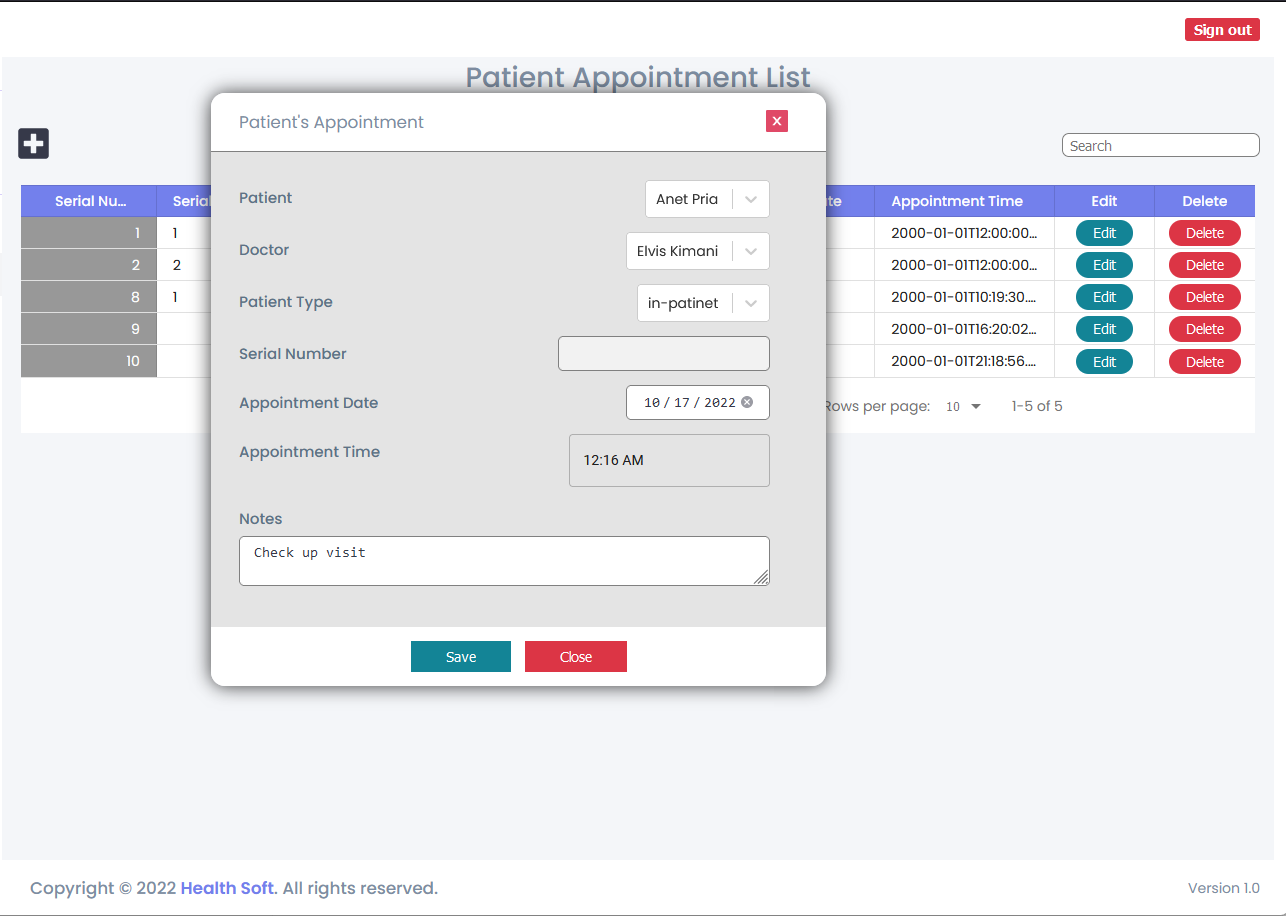 Sign out
Patient Appointment List
Patient's Appointment
X
Search
Patient Anet Pria
Doctor Elvis Kimani
Patient Type in-patinet
Serial Number
Appointment Date 10 / 17 / 2022
Appointment Time 12:16 AM
Notes
Check up visit
Save Close
Serial Nu... Serial te Appointment Time Edit Delete
1 1 2000-01-01T12:00:00... Edit Delete
2 2 2000-01-01T12:00:00... Edit Delete
8 1 2000-01-01T10:19:30.... Edit Delete
9 2000-01-01T16:20:02... Edit Delete
10 2000-01-01T21:18:56.... Edit Delete
Rows per page: 10 1-5 of 5
Copyright © 2022 Health Soft. All rights reserved. Version 1.0